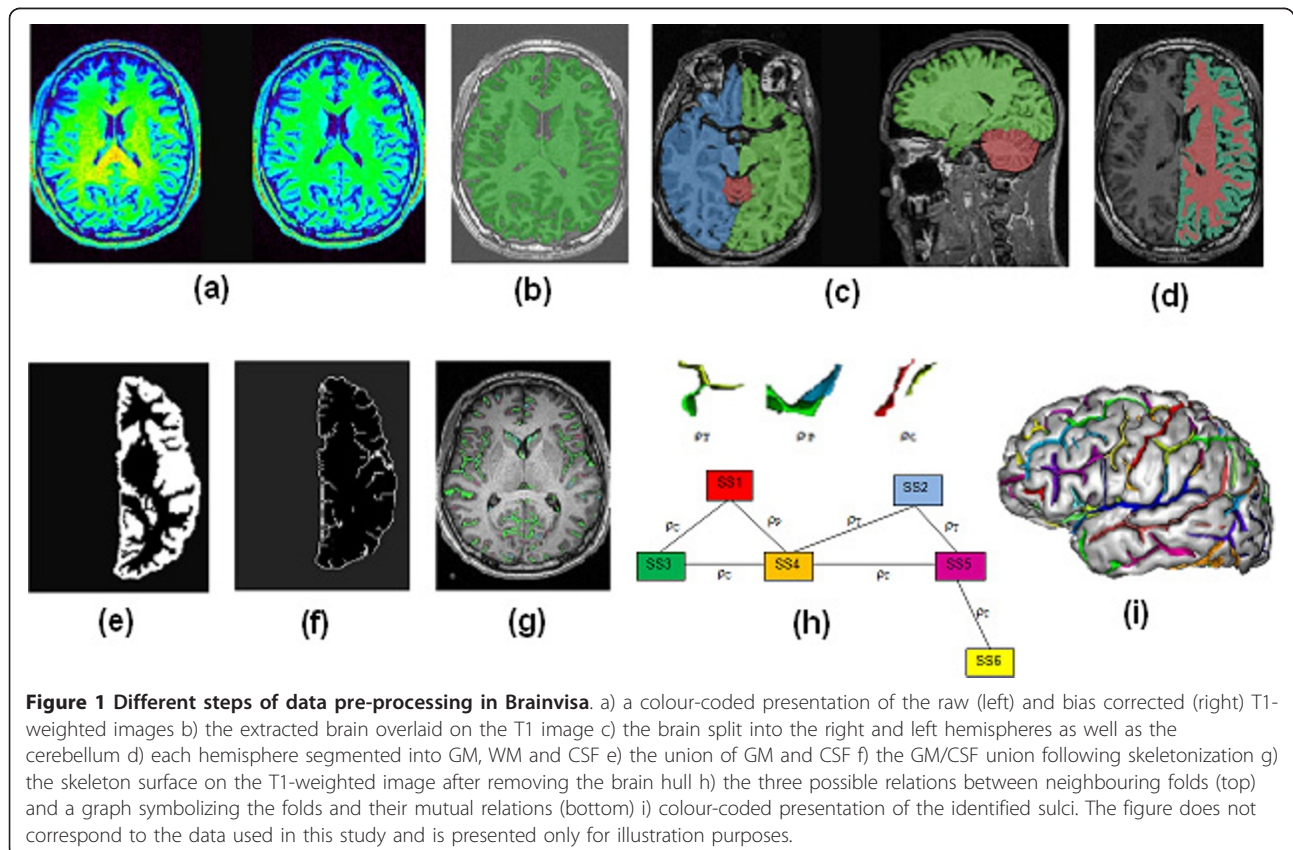 (a)
(b)
(c)
(d)
ρT
ρP
ρC
SS1
SS2
ρC
ρP
ρT
ρT
SS3
SS4
SS5
ρC
ρC
ρT
SS6
(e)
(f)
(g)
(h)
(i)
Figure 1 Different steps of data pre-processing in Brainvisa. a) a colour-coded presentation of the raw (left) and bias corrected (right) T1-
weighted images b) the extracted brain overlaid on the T1 image c) the brain split into the right and left hemispheres as well as the
cerebellum d) each hemisphere segmented into GM, WM and CSF e) the union of GM and CSF f) the GM/CSF union following skeletonization g)
the skeleton surface on the T1-weighted image after removing the brain hull h) the three possible relations between neighbouring folds (top)
and a graph symbolizing the folds and their mutual relations (bottom) i) colour-coded presentation of the identified sulci. The figure does not
correspond to the data used in this study and is presented only for illustration purposes.